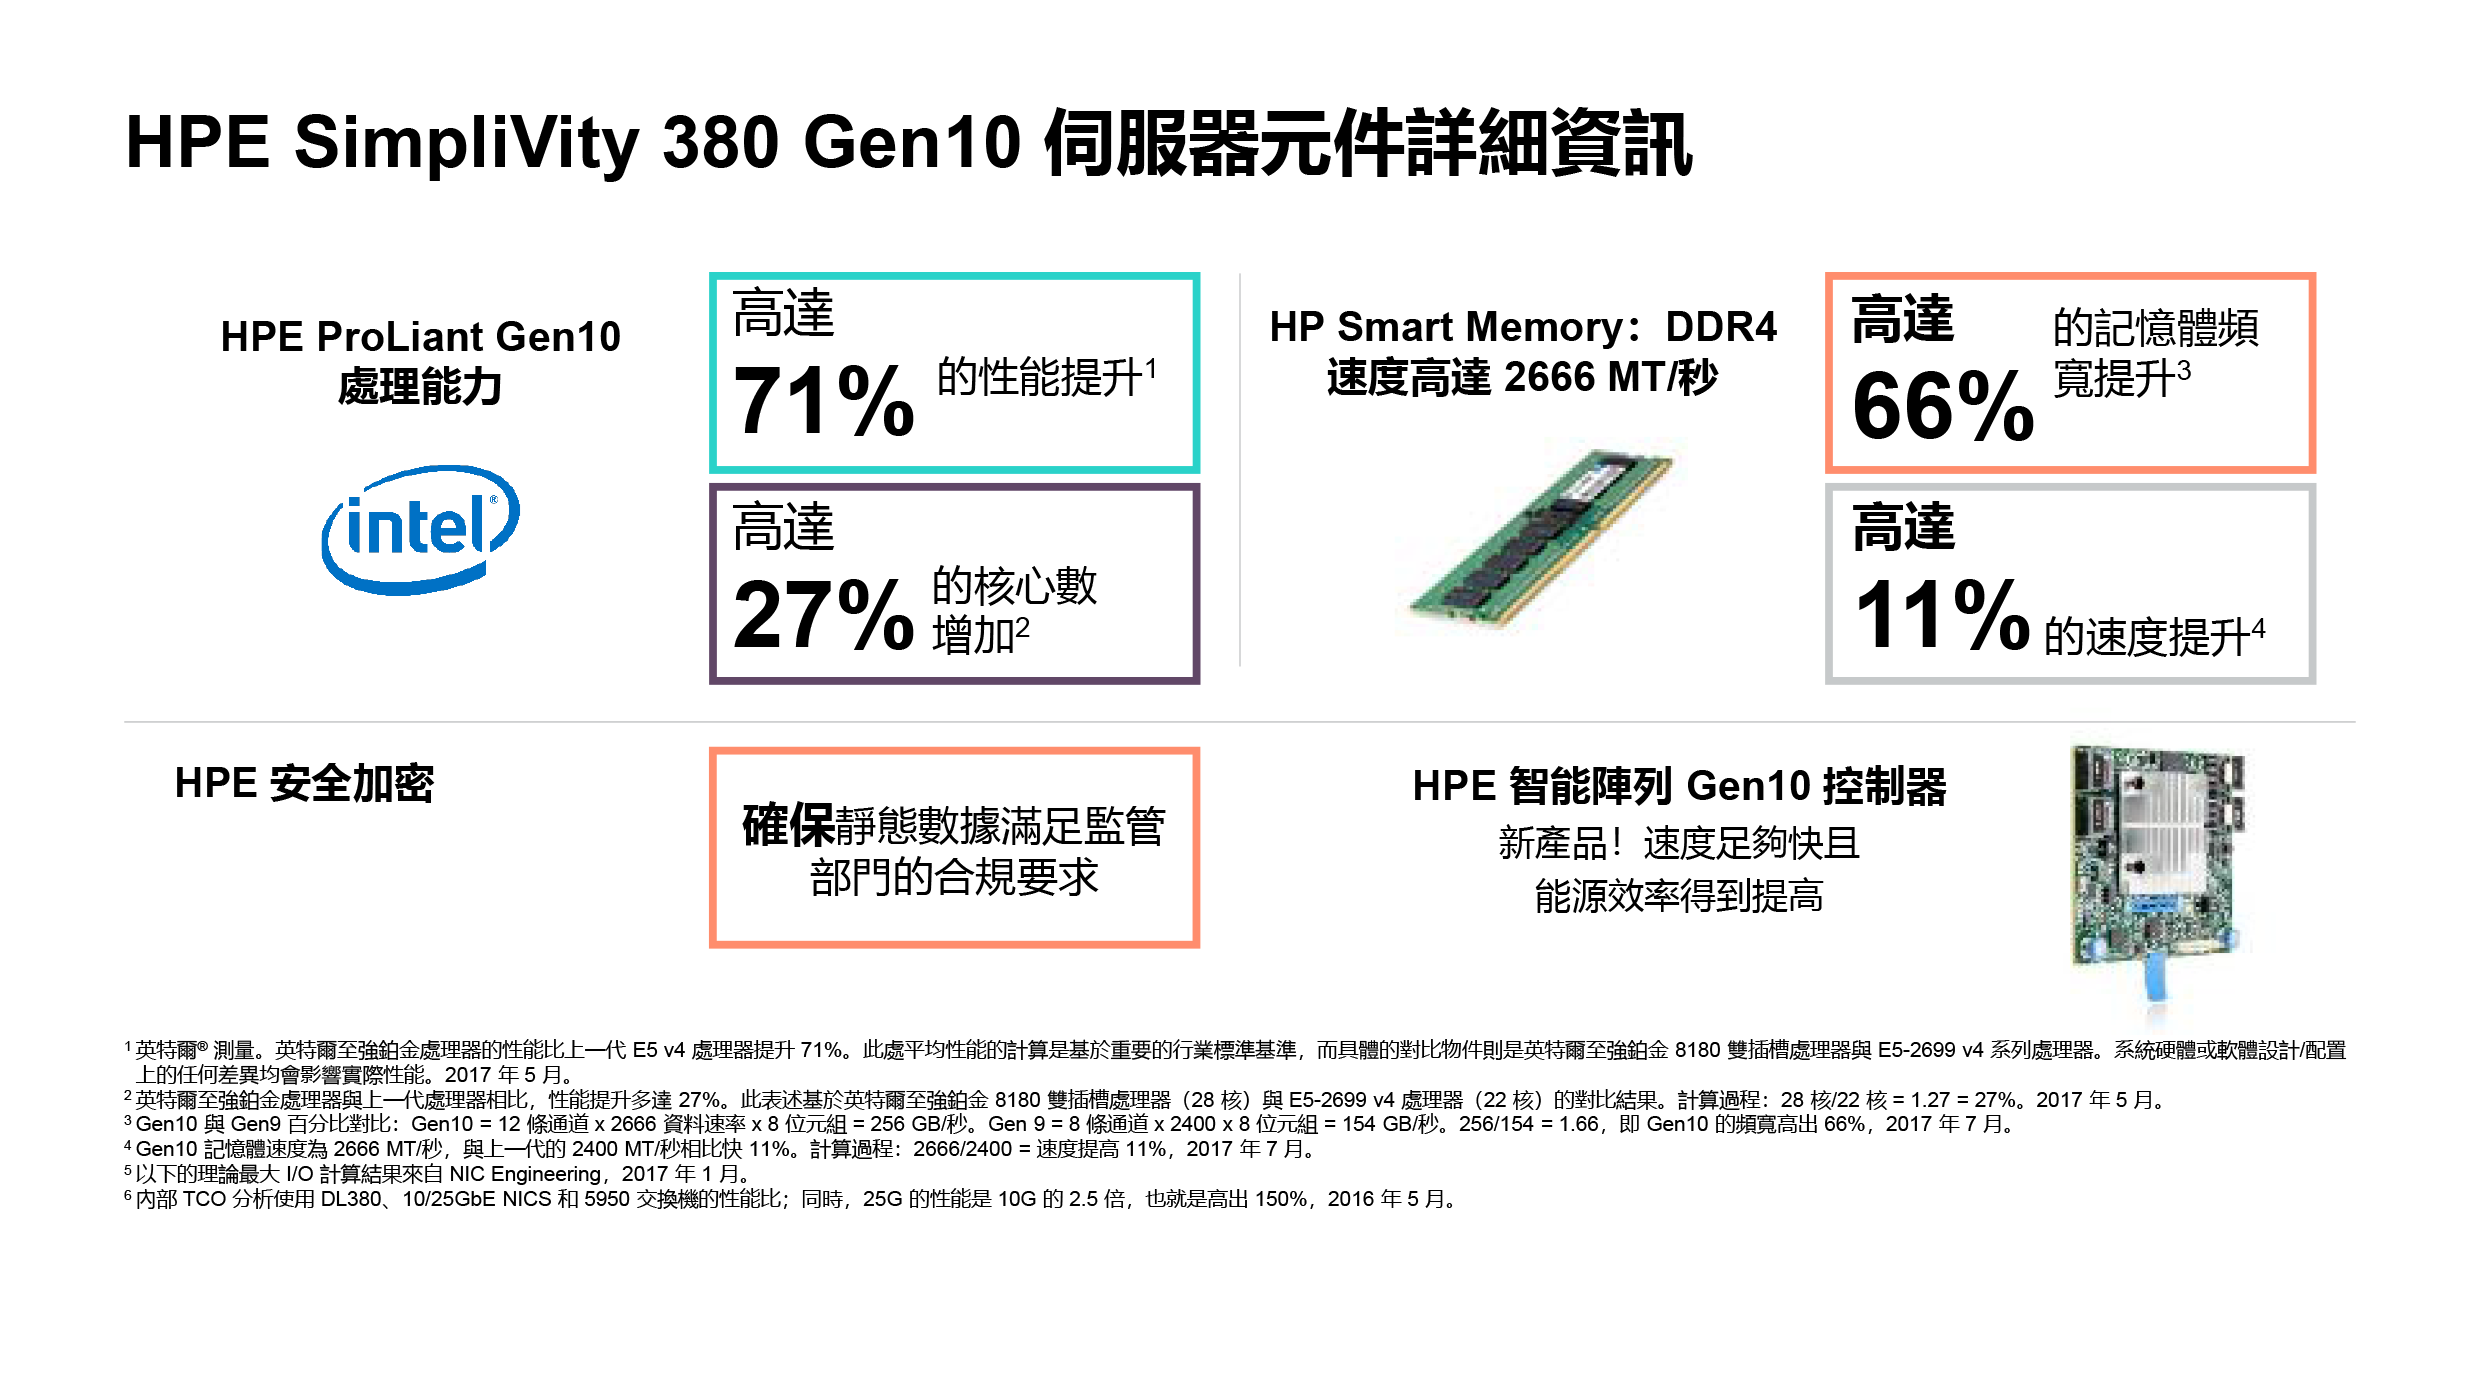 HPE SimpliVity 380 Gen10 伺服器元件詳細資訊
HPE ProLiant Gen10
處理能力
intel®
高達
71% 的性能提升1
高達
27% 的核心數
增加2
HP Smart Memory：DDR4
速度高達 2666 MT/秒
高達
66% 的記憶體頻
寬提升3
高達
11% 的速度提升4
HPE 安全加密
確保靜態數據滿足監管
部門的合規要求
HPE 智能陣列 Gen10 控制器
新產品！速度足夠快且
能源效率得到提高
1 英特爾® 測量。英特爾至強鉑金處理器的性能比上一代 E5 v4 處理器提升 71%。此處平均性能的計算是基於重要的行業標準基準，而具體的對比物件則是英特爾至強鉑金 8180 雙插槽處理器與 E5-2699 v4 系列處理器。系統硬體或軟體設計/配置
上的任何差異均會影響實際性能。2017 年 5 月。
2 英特爾至強鉑金處理器與上一代處理器相比，性能提升多達 27%。此表述基於英特爾至強鉑金 8180 雙插槽處理器（28 核）與 E5-2699 v4 處理器（22 核）的對比結果。計算過程：28 核/22 核 = 1.27 = 27%。2017 年 5 月。
3 Gen10 與 Gen9 百分比對比：Gen10 = 12 條通道 x 2666 資料速率 x 8 位元組 = 256 GB/秒。Gen 9 = 8 條通道 x 2400 x 8 位元組 = 154 GB/秒。256/154 = 1.66，即 Gen10 的頻寬高出 66%，2017 年 7 月。
4 Gen10 記憶體速度為 2666 MT/秒，與上一代的 2400 MT/秒相比快 11%。計算過程：2666/2400 = 速度提高 11%，2017 年 7 月。
5 以下的理論最大 I/O 計算結果來自 NIC Engineering，2017 年 1 月。
6 內部 TCO 分析使用 DL380、10/25GbE NICS 和 5950 交換機的性能比；同時，25G 的性能是 10G 的 2.5 倍，也就是高出 150%，2016 年 5 月。